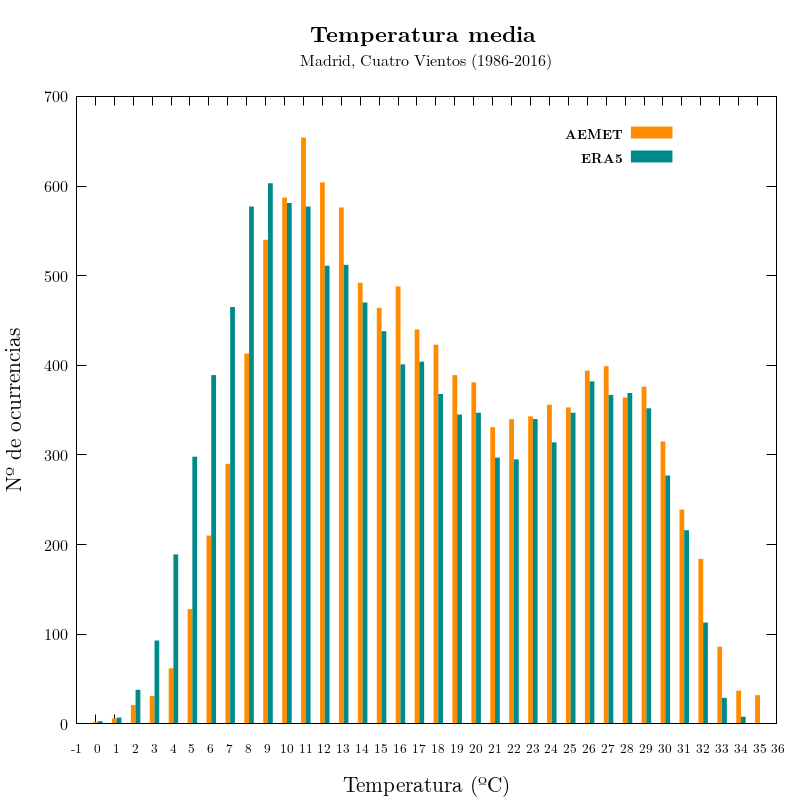 Temperatura media
Madrid, Cuatro Vientos (1986-2016)
700
AEMET
ERA5
600
500
400
300
200
100
0
Nº de ocurrencias
-1 0 1 2 3 4 5 6 7 8 9 10 11 12 13 14 15 16 17 18 19 20 21 22 23 24 25 26 27 28 29 30 31 32 33 34 35 36
Temperatura (ºC)